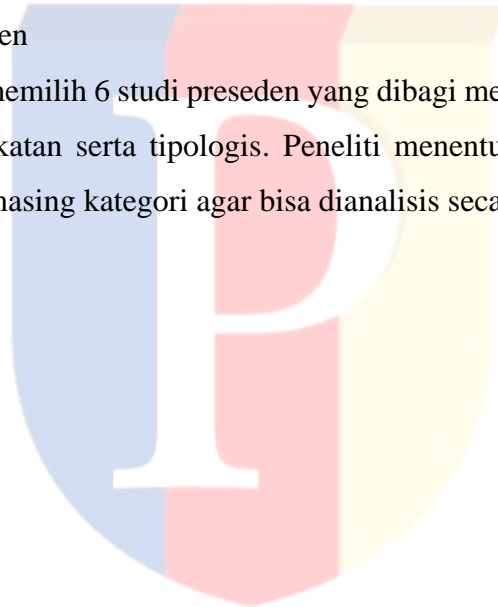 en
memilih 6 studi preseden yang dibagi me
katan serta tipologis. Peneliti menentu
masing kategori agar bisa dianalisis seca
P